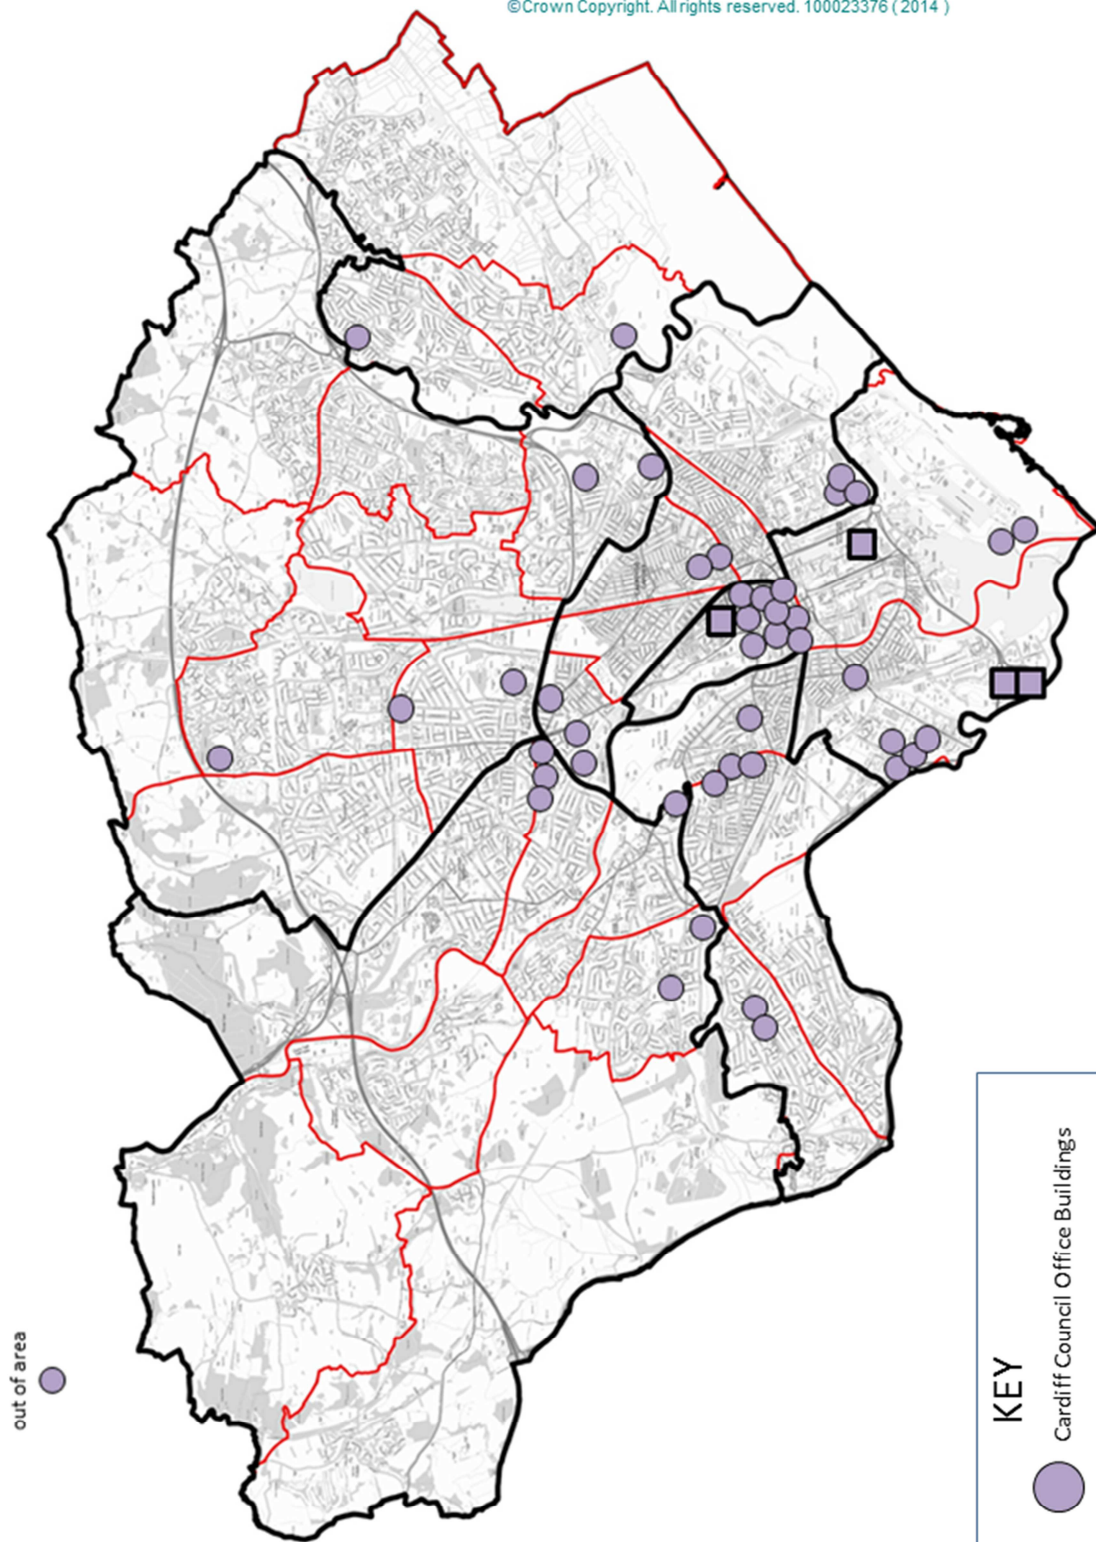 ©Crown Copyright. All rights reserved. 100023376 ( 2014 )
out of area
KEY
Cardiff Council Office Buildings